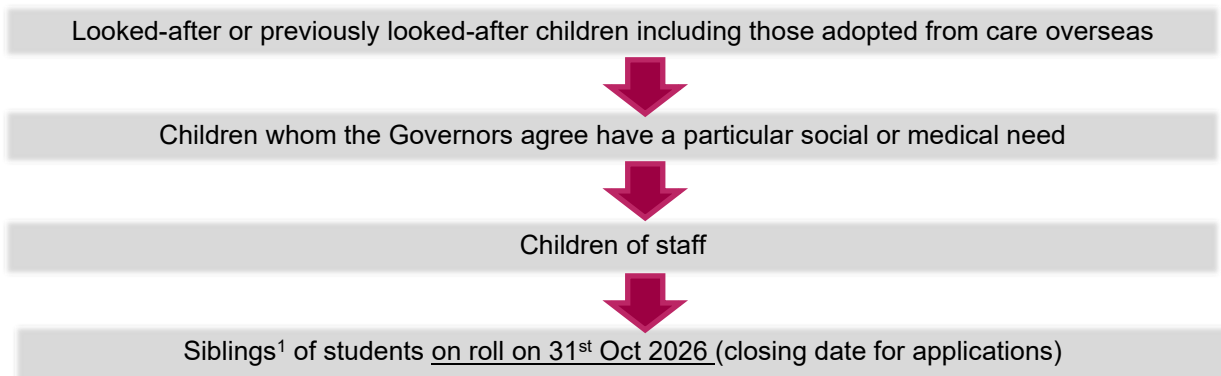 Looked-after or previously looked-after children including those adopted from care overseas
Children whom the Governors agree have a particular social or medical need
Children of staff
Siblings¹ of students on roll on 31st Oct 2026 (closing date for applications)